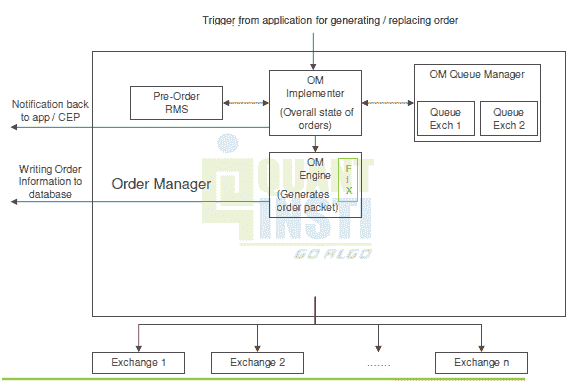 Trigger from application for generating / replacing order
OM
Implementer
(Overall state of
orders)
Pre-Order
RMS
OM Queue Manager
Queue
Exch 1
Queue
Exch 2
Notification back
to app / CEP
Writing Order
Information to
database
Order Manager
OM
Engine
(Generates
order packet)
F
i
X
QUANT
INSTI
GO ALGO
Exchange 1
Exchange 2
.......
Exchange n